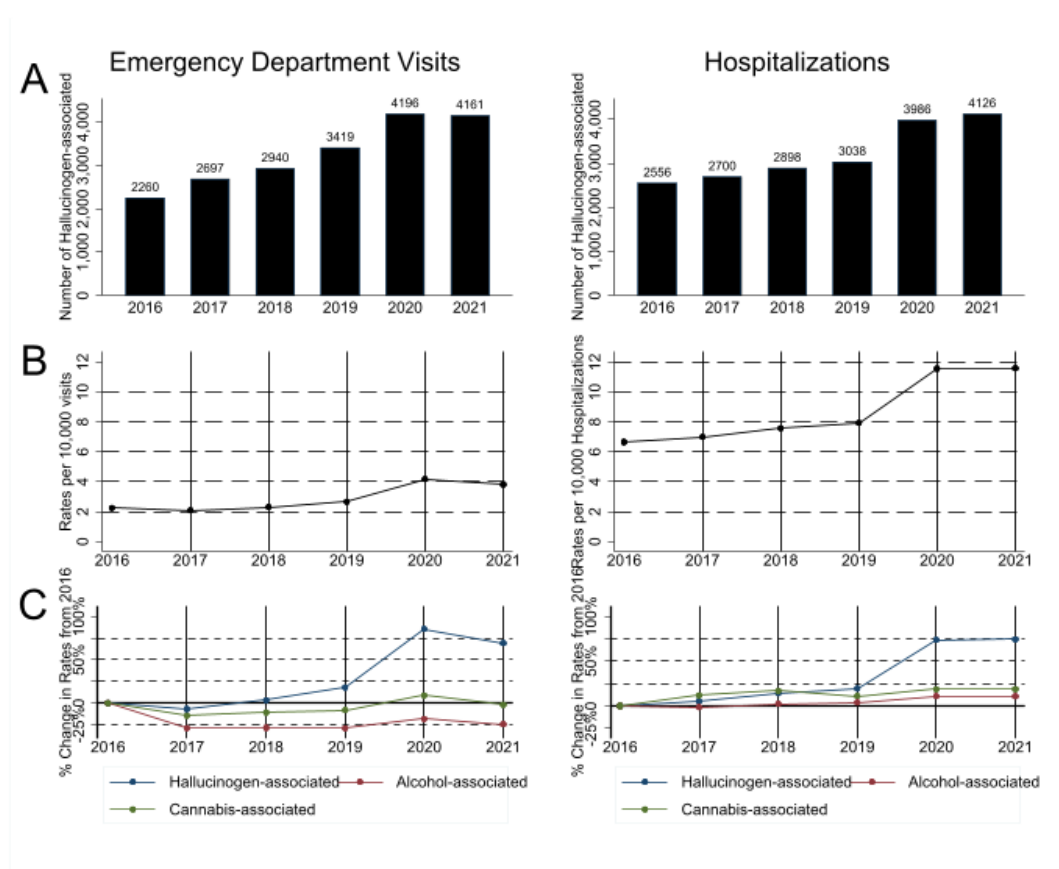 Emergency Department Visits
Hospitalizations
A
Number of Hallucinogen-associated
0 1,000 2,000 3,000 4,000
2260
2697
2940
3419
4196
4161
2016 2017 2018 2019 2020 2021
Number of Hallucinogen-associated
0 1,000 2,000 3,000 4,000
2556
2700
2898
3038
3986
4126
2016 2017 2018 2019 2020 2021
B
Rates per 10,000 visits
0 2 4 6 8 10 12
2016 2017 2018 2019 2020 2021
Rates per 10,000 Hospitalizations
0 2 4 6 8 10 12
2016 2017 2018 2019 2020 2021
C
% Change in Rates from 2016
-25% 0 50% 100%
2016 2017 2018 2019 2020 2021
Hallucinogen-associated Alcohol-associated
Cannabis-associated
% Change in Rates from 2016
-25% 0 50% 100%
2016 2017 2018 2019 2020 2021
Hallucinogen-associated Alcohol-associated
Cannabis-associated